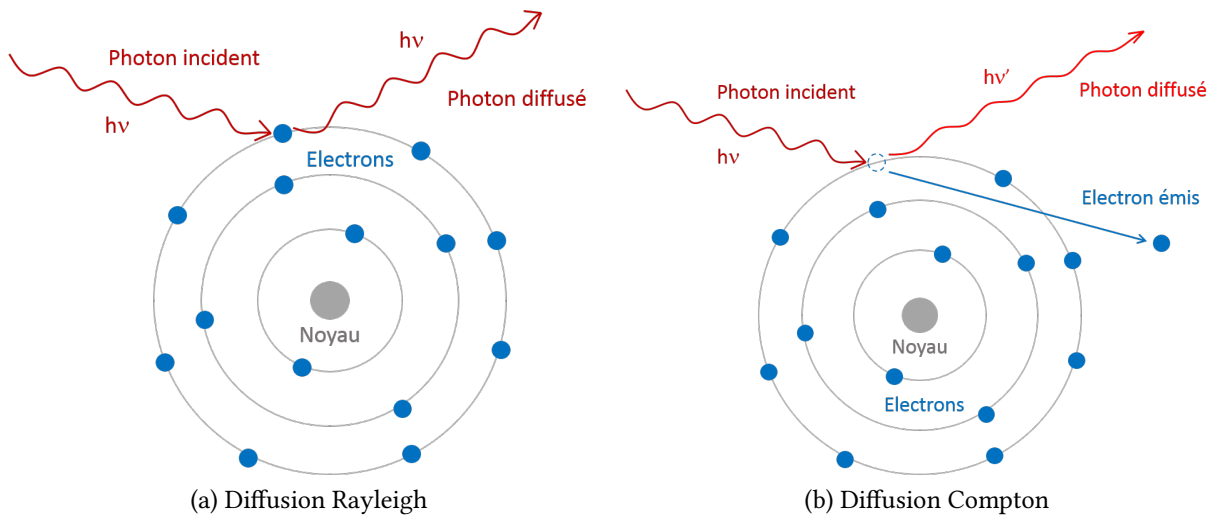 Photon incident
hν
hν
Photon diffusé
Electrons
Noyau
(a) Diffusion Rayleigh
Photon incident
hν
hν'
Photon diffusé
Electron émis
Noyau
Electrons
(b) Diffusion Compton